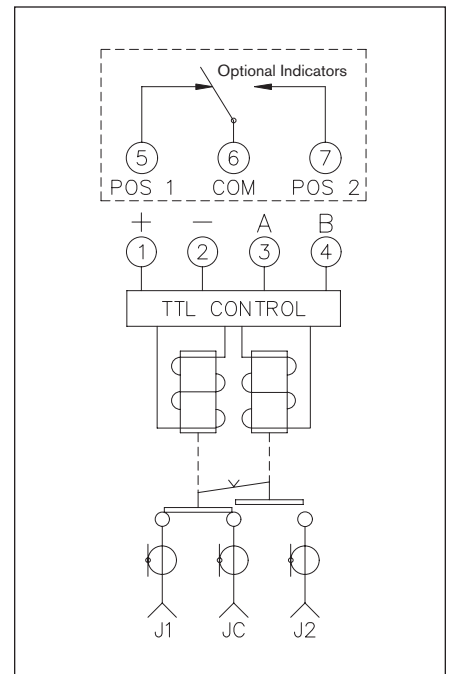 Optional Indicators
5 6 7
POS 1 COM POS 2
+ − A B
1 2 3 4
TTL CONTROL
J1 JC J2